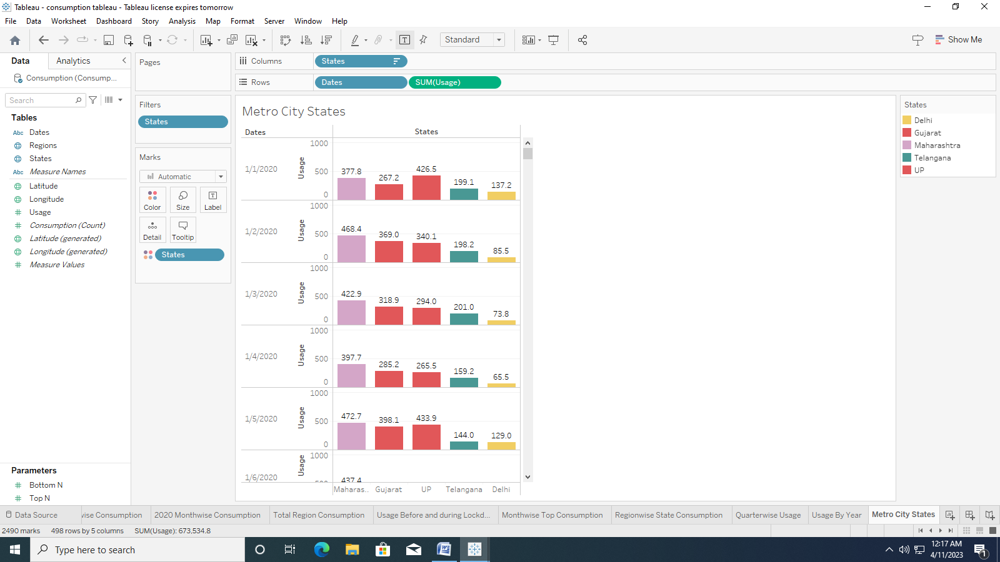 Tableau - consumption tableau - Tableau license expires tomorrow
File Data Worksheet Dashboard Story Analysis Map Format Server Window Help
Standard
Show Me
Data Analytics
Consumption (Consump...
Search
Tables
Abc Dates
Regions
States
Abc Measure Names
Latitude
Longitude
# Usage
# Consumption (Count)
Latitude (generated)
Longitude (generated)
# Measure Values
Parameters
# Bottom N
# Top N
Pages
Filters
States
Marks
Automatic
Color Size Label
Detail Tooltip
States
Columns States
Rows Dates SUM(Usage)
Metro City States
Dates States
1/1/2020 Usage 1000 500 0
377.8 267.2 426.5 199.1 137.2
1/2/2020 Usage 1000 500 0
468.4 369.0 340.1 198.2 85.5
1/3/2020 Usage 1000 500 0
422.9 318.9 294.0 201.0 73.8
1/4/2020 Usage 1000 500 0
397.7 285.2 265.5 159.2 65.5
1/5/2020 Usage 1000 500 0
472.7 398.1 433.9 144.0 129.0
1/6/2020 Usage 1000 500
437.4
Maharas.. Gujarat UP Telangana Delhi
States
Delhi
Gujarat
Maharashtra
Telangana
UP
Data Source wise Consumption 2020 Monthwise Consumption Total Region Consumption Usage Before and during Lockd... Monthwise Top Consumption Regionwise State Consumption Quarterwise Usage Usage By Year Metro City States
2490 marks 498 rows by 5 columns SUM(Usage): 673,534.8
Type here to search
12:17 AM
4/11/2023
1